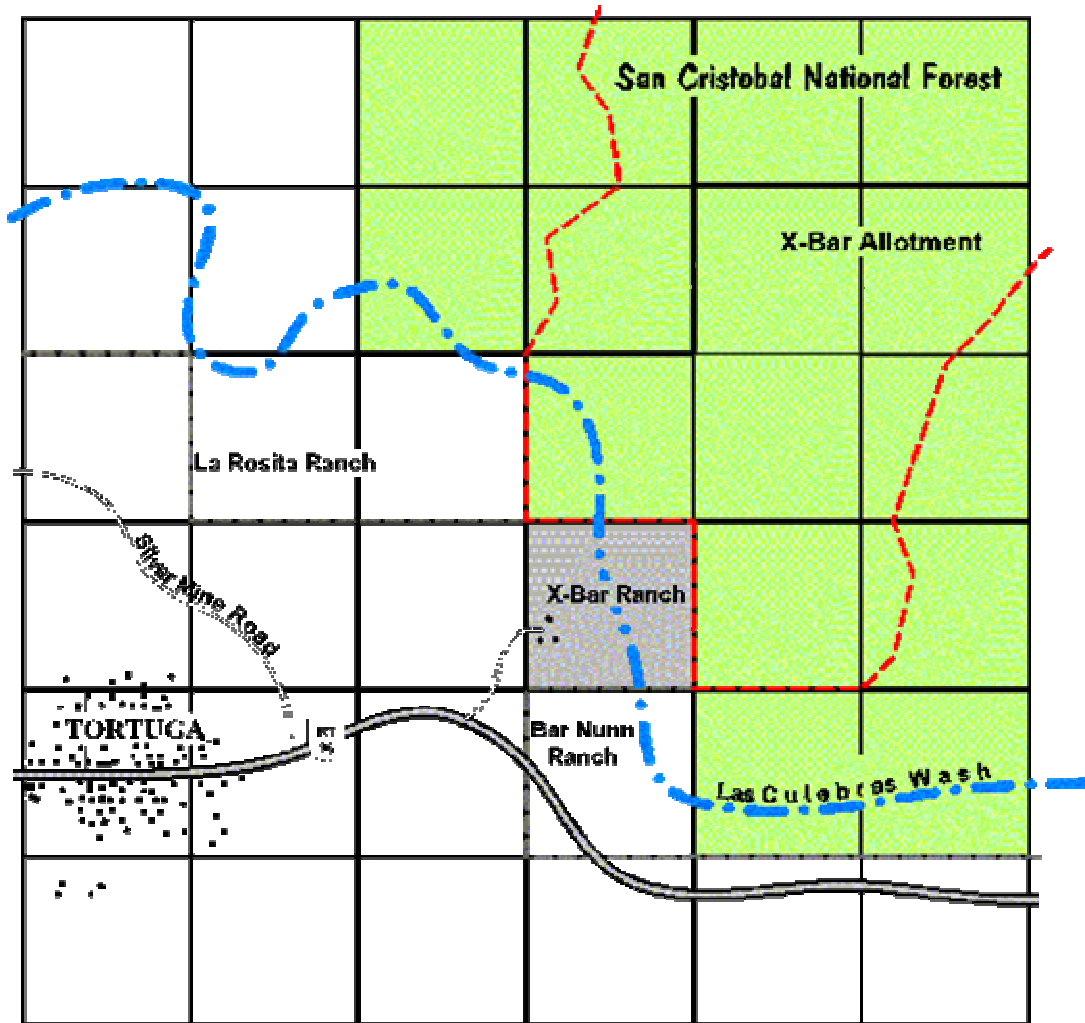 San Cristobal National Forest
X-Bar Allotment
La Rosita Ranch
Silver Mine Road
X-Bar Ranch
TORTUGA
Bar Nunn
Ranch
Las Culebras Wash